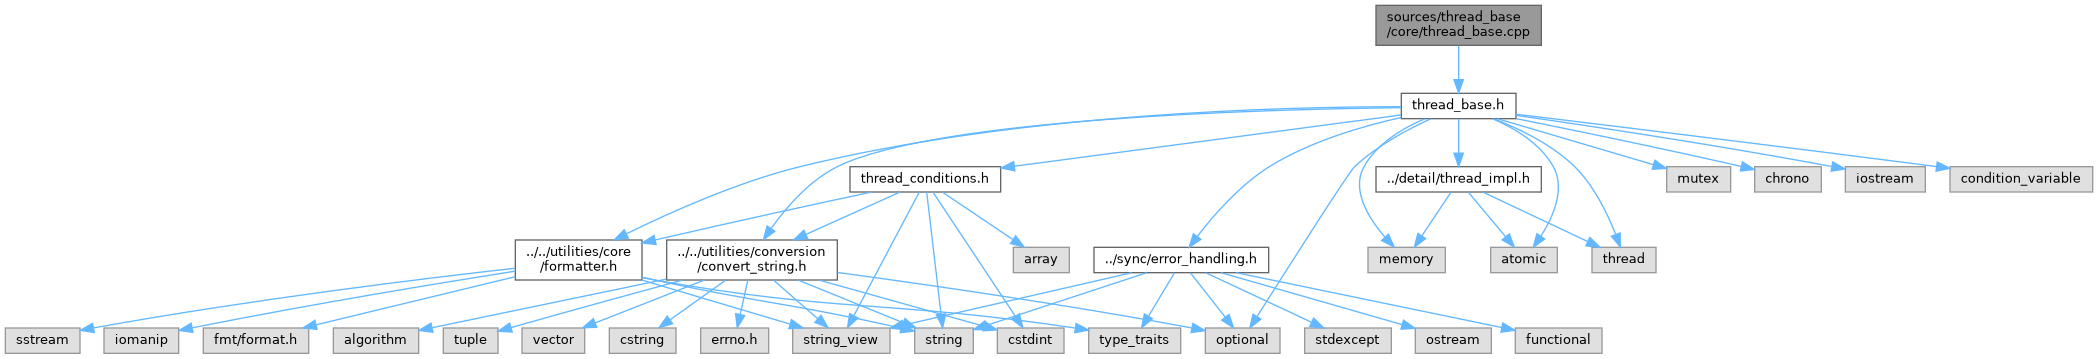 sources/thread_base
/core/thread_base.cpp
thread_base.h
thread_conditions.h
../detail/thread_impl.h
mutex
chrono
iostream
condition_variable
../../utilities/core
/formatter.h
../../utilities/conversion
/convert_string.h
array
../sync/error_handling.h
memory
atomic
thread
sstream
iomanip
fmt/format.h
algorithm
tuple
vector
cstring
errno.h
string_view
string
cstdint
type_traits
optional
stdexcept
ostream
functional